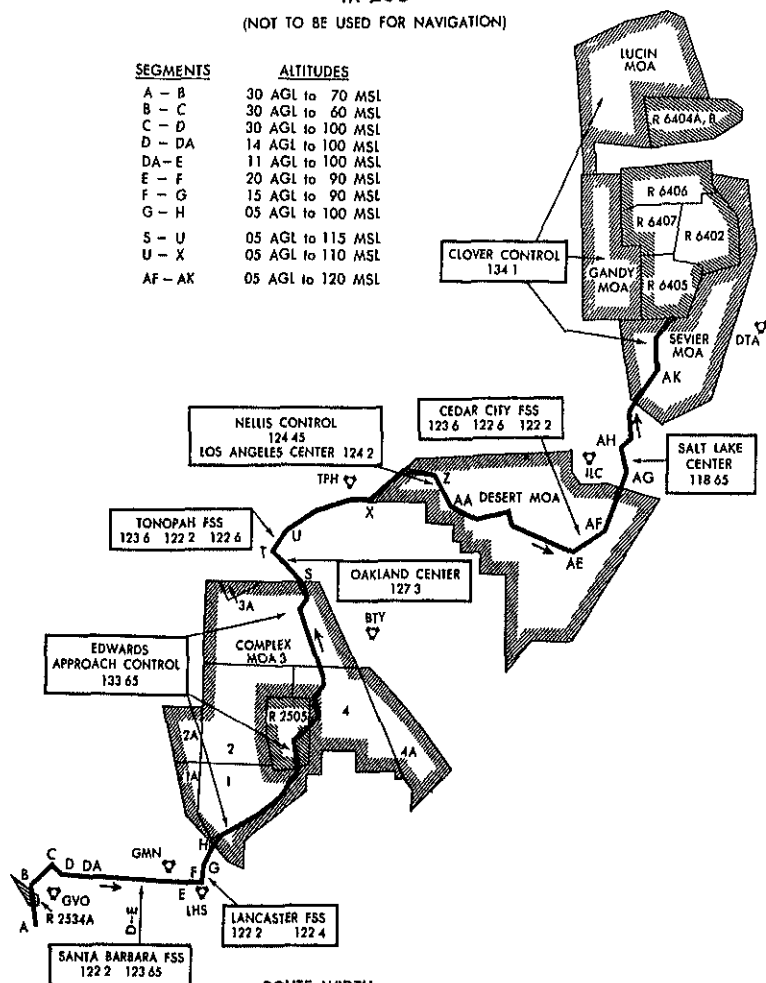 (NOT TO BE USED FOR NAVIGATION)
SEGMENTS ALTITUDES
A - B 30 AGL to 70 MSL
B - C 30 AGL to 60 MSL
C - D 30 AGL to 100 MSL
D - DA 14 AGL to 100 MSL
DA-E 11 AGL to 100 MSL
E - F 20 AGL to 90 MSL
F - G 15 AGL to 90 MSL
G - H 05 AGL to 100 MSL
S - U 05 AGL to 115 MSL
U - X 05 AGL to 110 MSL
AF - AK 05 AGL to 120 MSL
LUCIN
MOA
R 6404A, B
R 6406
R 6407
R 6402
CLOVER CONTROL
134 1
GANDY
MOA
R 6405
SEVIER
MOA
DTA
AK
NELLIS CONTROL
124 45
LOS ANGELES CENTER 124 2
CEDAR CITY FSS
123 6 122 6 122 2
AH
SALT LAKE
CENTER
118 65
ILC
AG
TPH
Z
AA
DESERT MOA
X
AF
AE
TONOPAH FSS
123 6 122 2 122 6
U
T
S
OAKLAND CENTER
127 3
3A
BTY
EDWARDS
APPROACH CONTROL
133 65
COMPLEX
MOA 3
R 2505
4
2A
2
4A
1A
1
H
C
D DA
GMN
G
F
B
E
GVO
LHS
R 2534A
A
D-E
LANCASTER FSS
122 2 122 4
SANTA BARBARA FSS
122 2 123 65